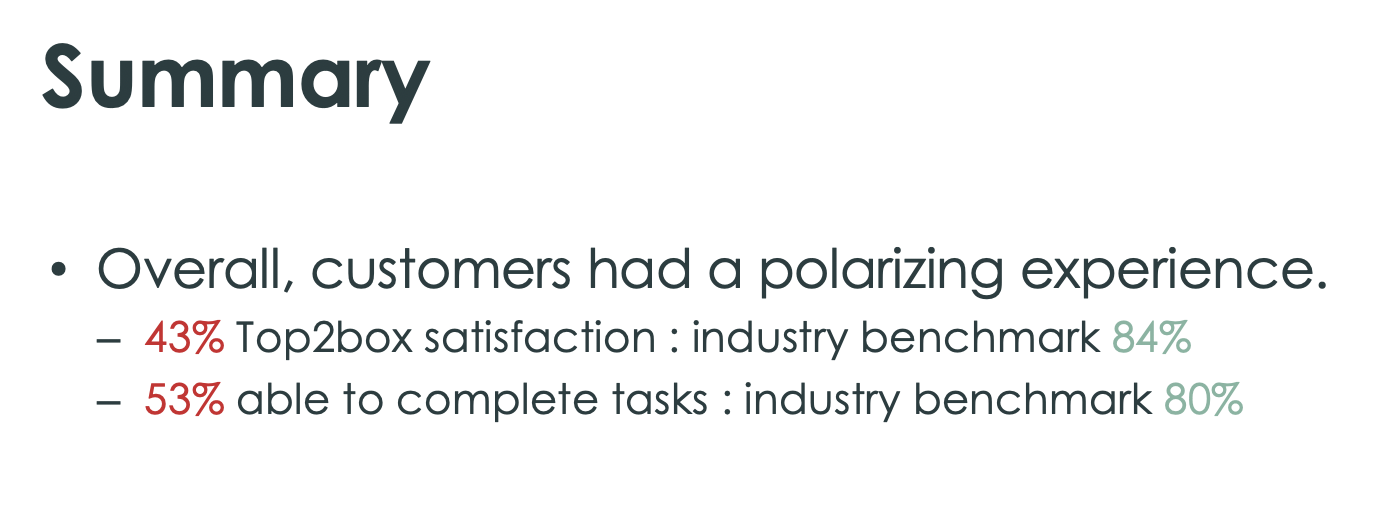 Summary
• Overall, customers had a polarizing experience.
– 43% Top2box satisfaction : industry benchmark 84%
– 53% able to complete tasks : industry benchmark 80%